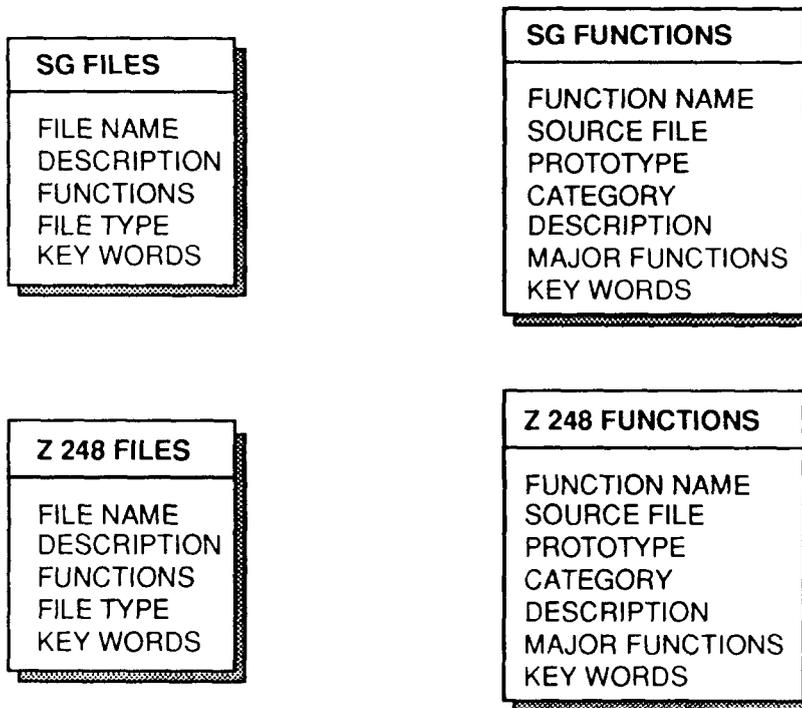 SG FILES
FILE NAME
DESCRIPTION
FUNCTIONS
FILE TYPE
KEY WORDS
SG FUNCTIONS
FUNCTION NAME
SOURCE FILE
PROTOTYPE
CATEGORY
DESCRIPTION
MAJOR FUNCTIONS
KEY WORDS
Z 248 FILES
FILE NAME
DESCRIPTION
FUNCTIONS
FILE TYPE
KEY WORDS
Z 248 FUNCTIONS
FUNCTION NAME
SOURCE FILE
PROTOTYPE
CATEGORY
DESCRIPTION
MAJOR FUNCTIONS
KEY WORDS